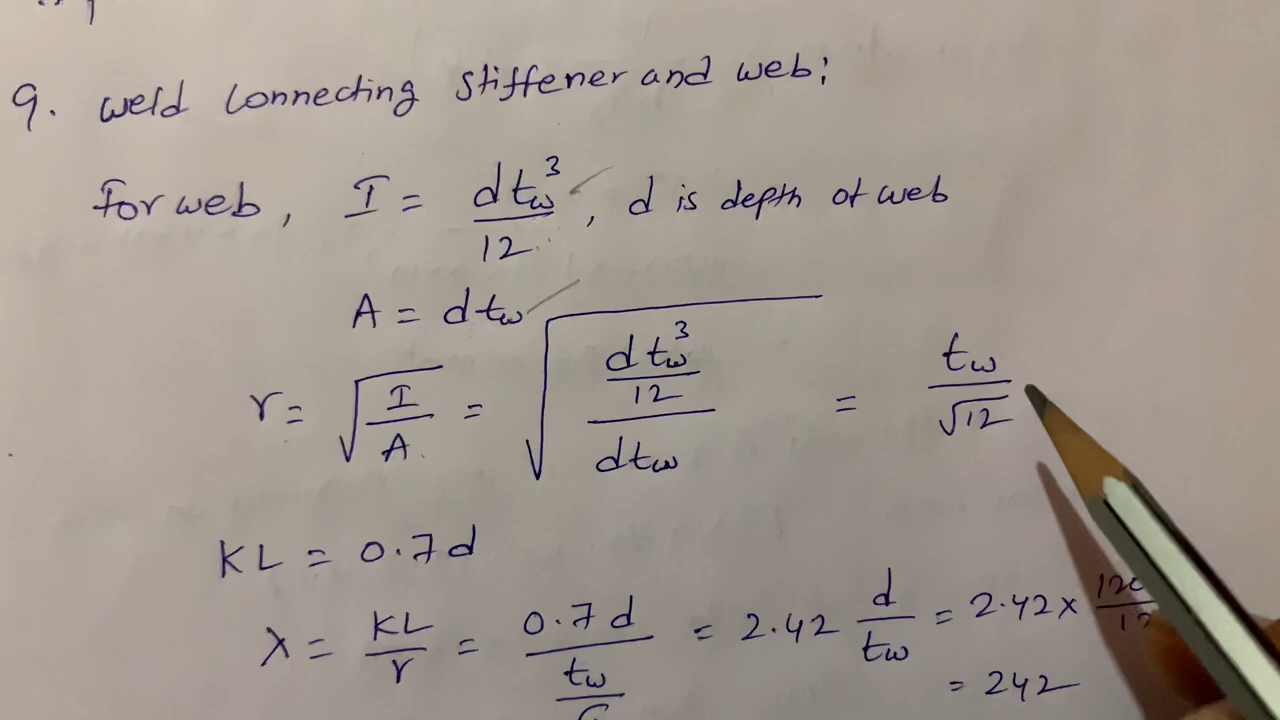 9. weld connecting stiffener and web:
For web, I = dtw³/12, d is depth of web
A = dtw
r = √(I/A) = √((dtw³/12)/(dtw)) = tw/√12
KL = 0.7d
λ = KL/r = 0.7d/(tw/√) = 2.42 d/tw = 2.42×
= 242